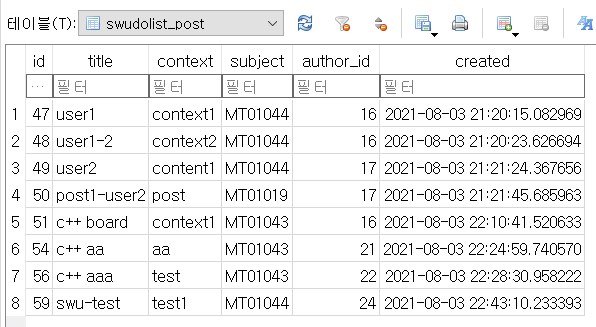 테이블(T): swudolist_post
id title context subject author_id created
... 필터 필터 필터 필터 필터
1 47 user1 context1 MT01044 16 2021-08-03 21:20:15.082969
2 48 user1-2 context2 MT01044 16 2021-08-03 21:20:23.626694
3 49 user2 content1 MT01044 17 2021-08-03 21:21:24.367656
4 50 post1-user2 post MT01019 17 2021-08-03 21:21:45.685963
5 51 c++ board context1 MT01043 16 2021-08-03 22:10:41.520633
6 54 c++ aa aa MT01043 21 2021-08-03 22:24:59.740570
7 56 c++ aaa test MT01043 22 2021-08-03 22:28:30.958222
8 59 swu-test test1 MT01044 24 2021-08-03 22:43:10.233393